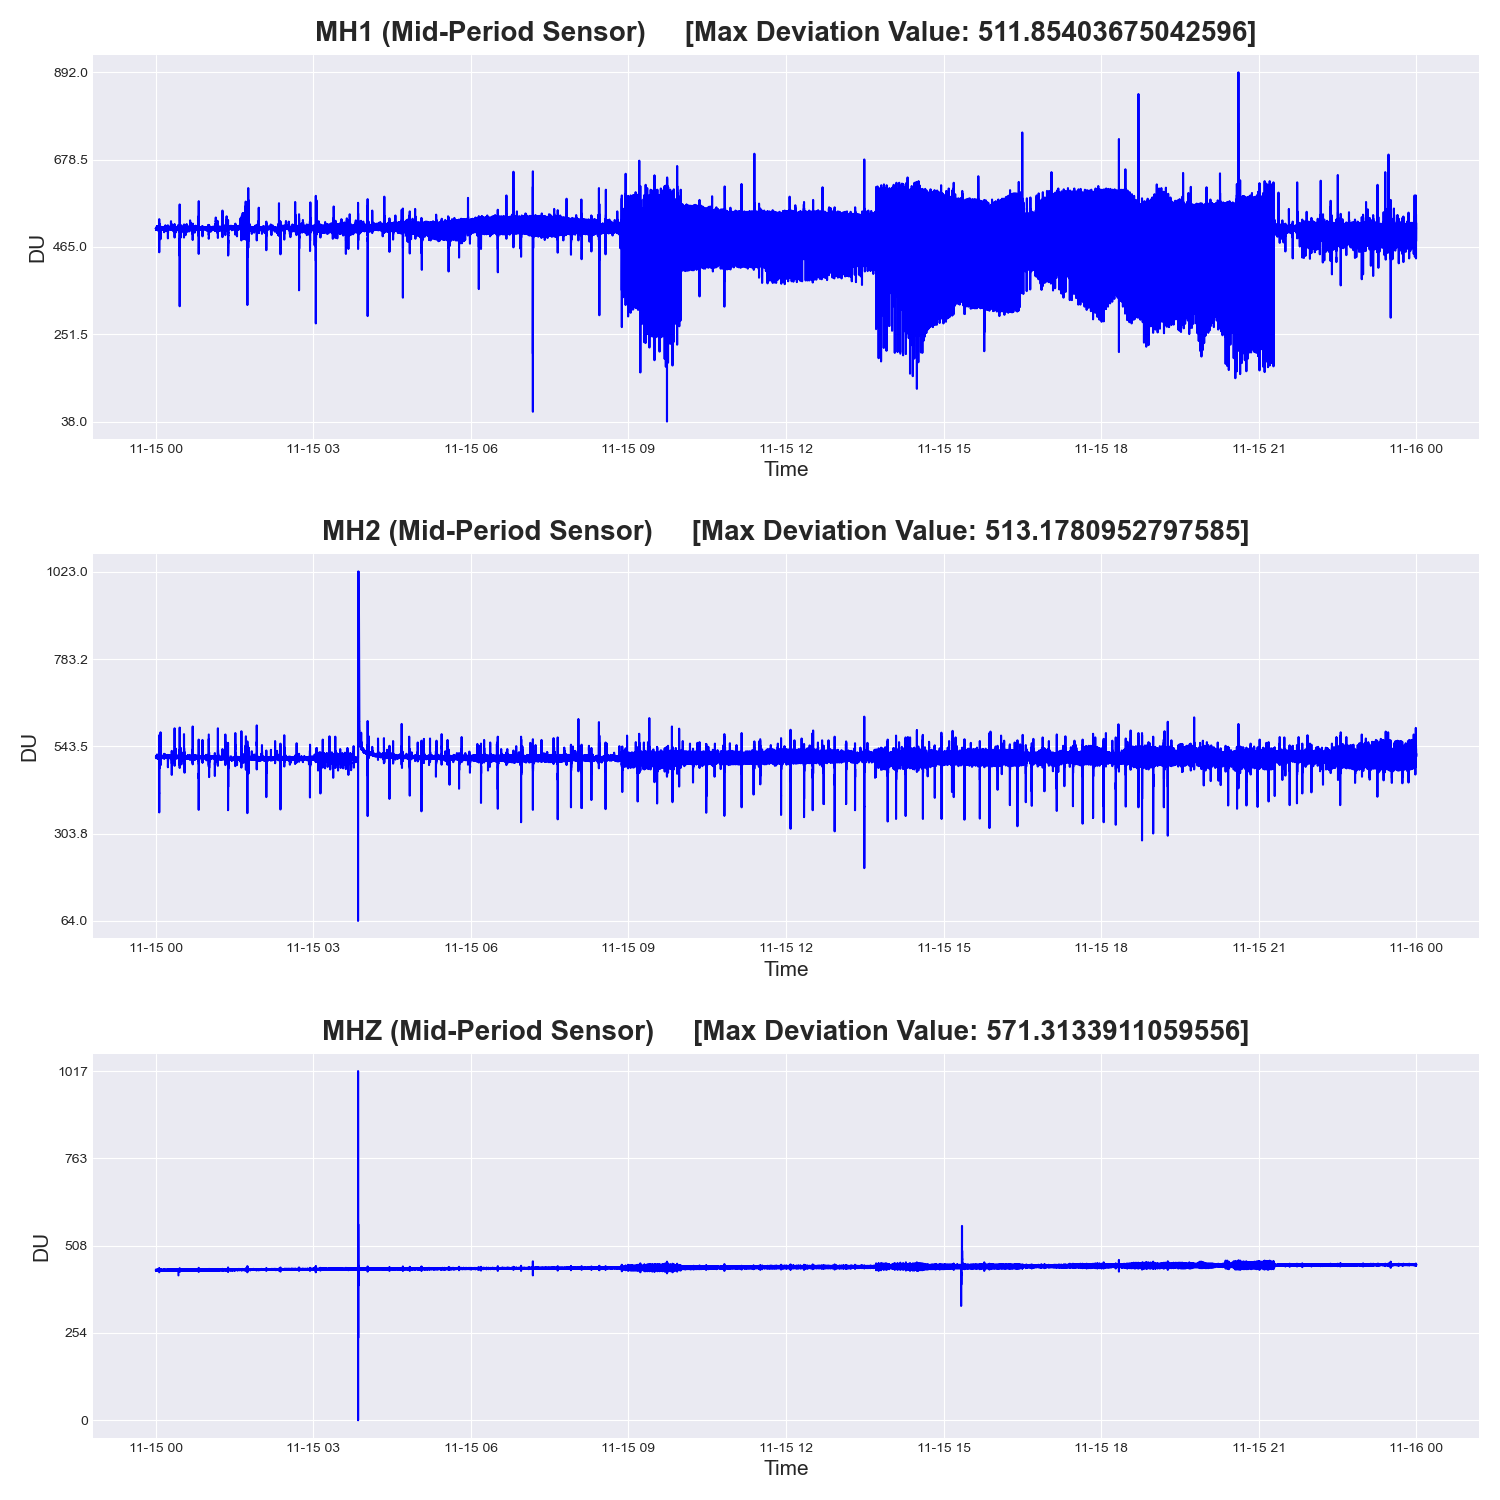 MH1 (Mid-Period Sensor) [Max Deviation Value: 511.85403675042596]
892.0
678.5
465.0
251.5
38.0
DU
11-15 00 11-15 03 11-15 06 11-15 09 11-15 12 11-15 15 11-15 18 11-15 21 11-16 00
Time
MH2 (Mid-Period Sensor) [Max Deviation Value: 513.1780952797585]
1023.0
783.2
543.5
303.8
64.0
DU
11-15 00 11-15 03 11-15 06 11-15 09 11-15 12 11-15 15 11-15 18 11-15 21 11-16 00
Time
MHZ (Mid-Period Sensor) [Max Deviation Value: 571.3133911059556]
1017
763
508
254
0
DU
11-15 00 11-15 03 11-15 06 11-15 09 11-15 12 11-15 15 11-15 18 11-15 21 11-16 00
Time